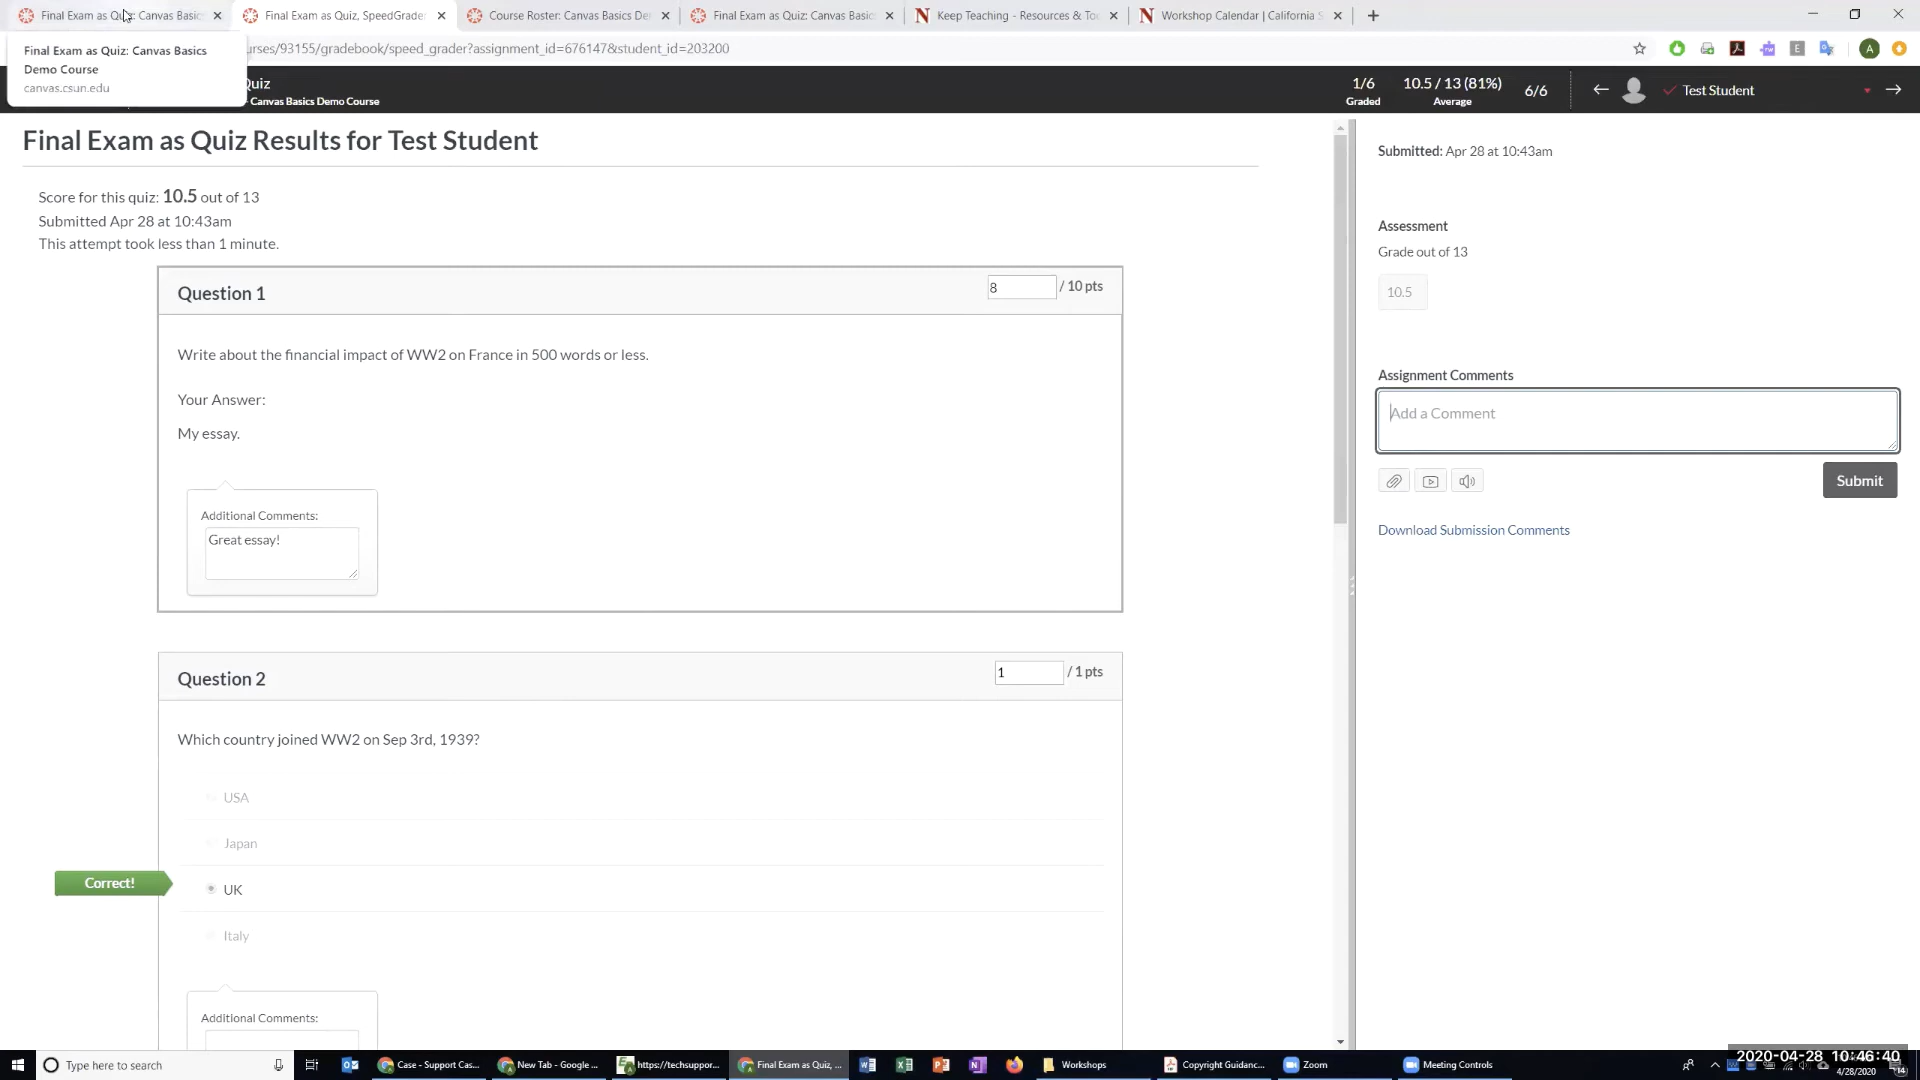 Final Exam as Quiz: Canvas Basic
Final Exam as Quiz, SpeedGrader
Course Roster: Canvas Basics De
Final Exam as Quiz: Canvas Basic
Keep Teaching - Resources & To
Workshop Calendar | California S
Final Exam as Quiz: Canvas Basics
Demo Course
canvas.csun.edu
urses/93155/gradebook/speed_grader?assignment_id=676147&student_id=203200
Quiz
- Canvas Basics Demo Course
1/6
Graded
10.5 / 13 (81%)
Average
6/6
Test Student
Final Exam as Quiz Results for Test Student
Score for this quiz: 10.5 out of 13
Submitted Apr 28 at 10:43am
This attempt took less than 1 minute.
Question 1
8 / 10 pts
Write about the financial impact of WW2 on France in 500 words or less.
Your Answer:
My essay.
Additional Comments:
Great essay!
Question 2
1 / 1 pts
Which country joined WW2 on Sep 3rd, 1939?
USA
Japan
Correct!
UK
Italy
Additional Comments:
Submitted: Apr 28 at 10:43am
Assessment
Grade out of 13
10.5
Assignment Comments
Add a Comment
Submit
Download Submission Comments
Type here to search
Case - Support Cas...
New Tab - Google ...
https://techsuppor...
Final Exam as Quiz, ...
Workshops
Copyright Guidanc...
Zoom
Meeting Controls
2020-04-28 10:46:40
4/28/2020